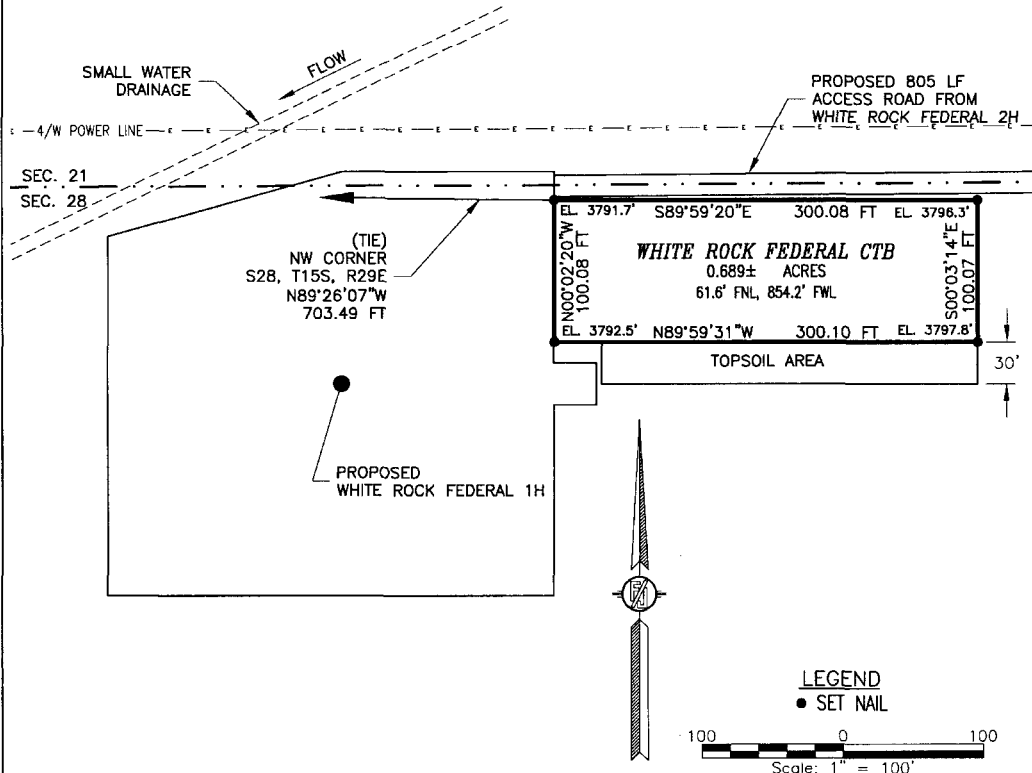 SMALL WATER
DRAINAGE
FLOW
PROPOSED 805 LF
ACCESS ROAD FROM
WHITE ROCK FEDERAL 2H
E
4/W POWER LINE
E E E E E E E E E E E E E E
SEC. 21
SEC. 28
(TIE)
NW CORNER
S28, T15S, R29E
N89°26'07"W
703.49 FT
EL. 3791.7' S89°59'20"E 300.08 FT EL. 3796.3'
N00°02'20"W
100.08 FT
WHITE ROCK FEDERAL CTB
0.689± ACRES
61.6' FNL, 854.2' FWL
S00°03'14"E
100.07 FT
EL. 3792.5' N89°59'31"W 300.10 FT EL. 3797.8'
TOPSOIL AREA
30'
PROPOSED
WHITE ROCK FEDERAL 1H
LEGEND
SET NAIL
100 0 100
Scale: 1" = 100'